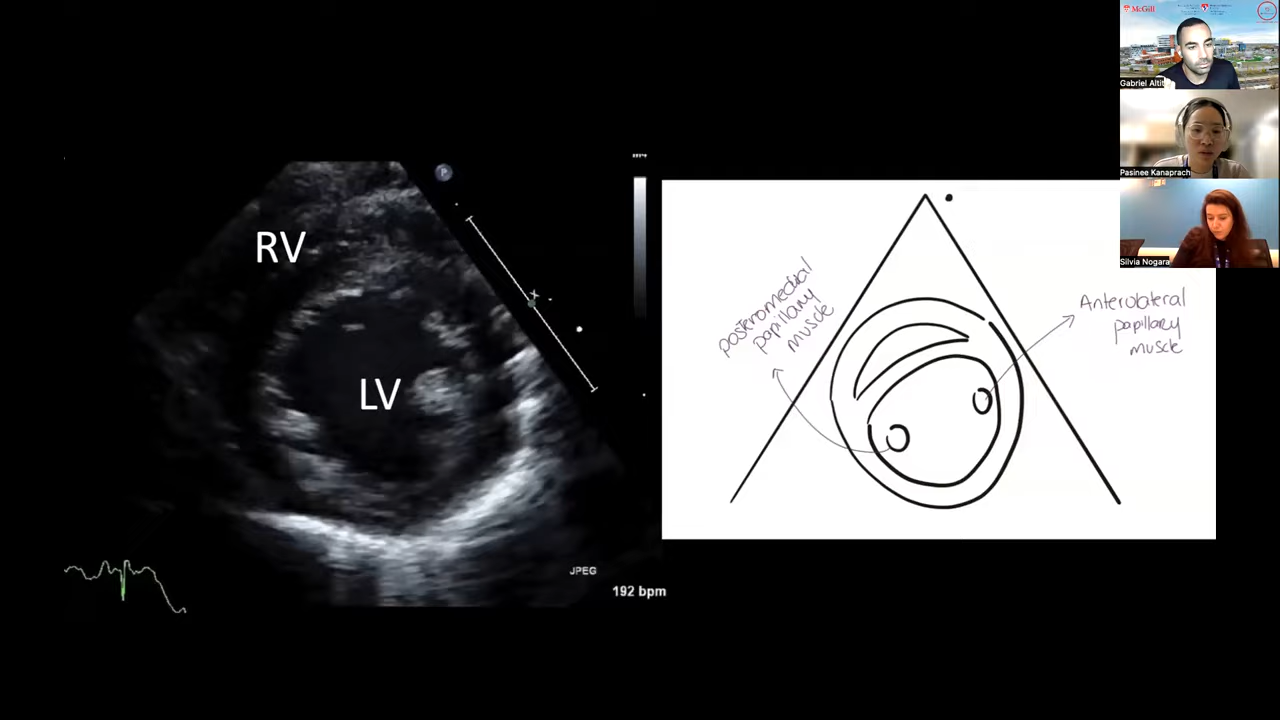 McGill
Gabriel Altit
Pasinee Kanaprach
Silvia Nogara
P
RV
LV
JPEG
192 bpm
posteromedial
papillary
muscle
Anterolateral
papillary
muscle